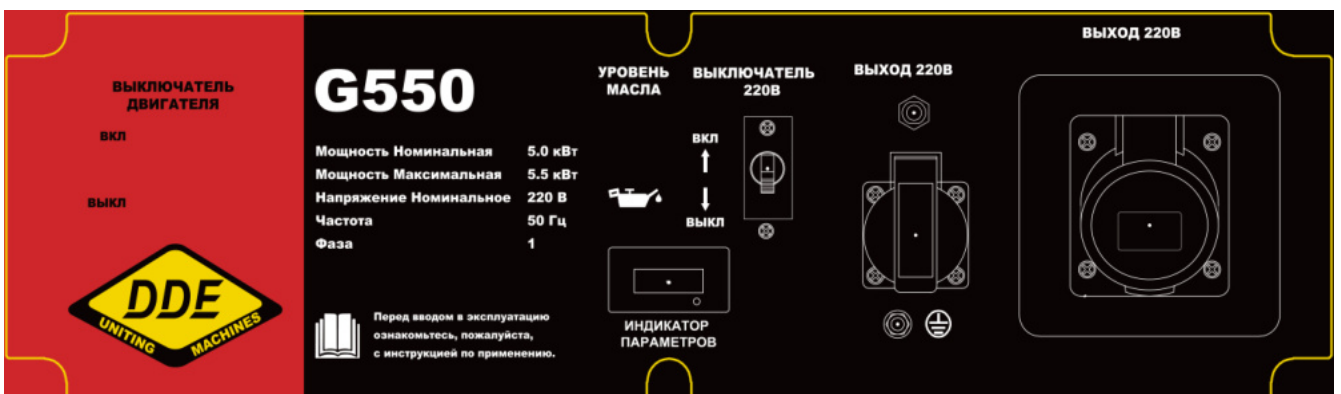 ВЫКЛЮЧАТЕЛЬ
ДВИГАТЕЛЯ
ВКЛ
ВЫКЛ
DDE
UNITING MACHINES
G550
Мощность Номинальная 5.0 кВт
Мощность Максимальная 5.5 кВт
Напряжение Номинальное 220 В
Частота 50 Гц
Фаза 1
Перед вводом в эксплуатацию
ознакомьтесь, пожалуйста,
с инструкцией по применению.
УРОВЕНЬ
МАСЛА
ВЫКЛЮЧАТЕЛЬ
220В
ВКЛ
ВЫКЛ
ИНДИКАТОР
ПАРАМЕТРОВ
ВЫХОД 220В
ВЫХОД 220В